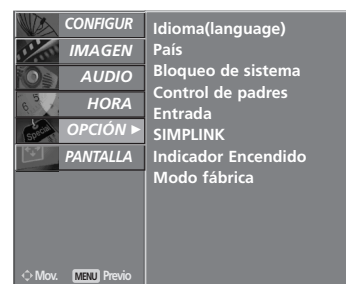 CONFIGUR
IMAGEN
AUDIO
HORA
OPCIÓN ►
PANTALLA
Mov. MENU Previo
Idioma(language)
País
Bloqueo de sistema
Control de padres
Entrada
SIMPLINK
Indicador Encendido
Modo fábrica